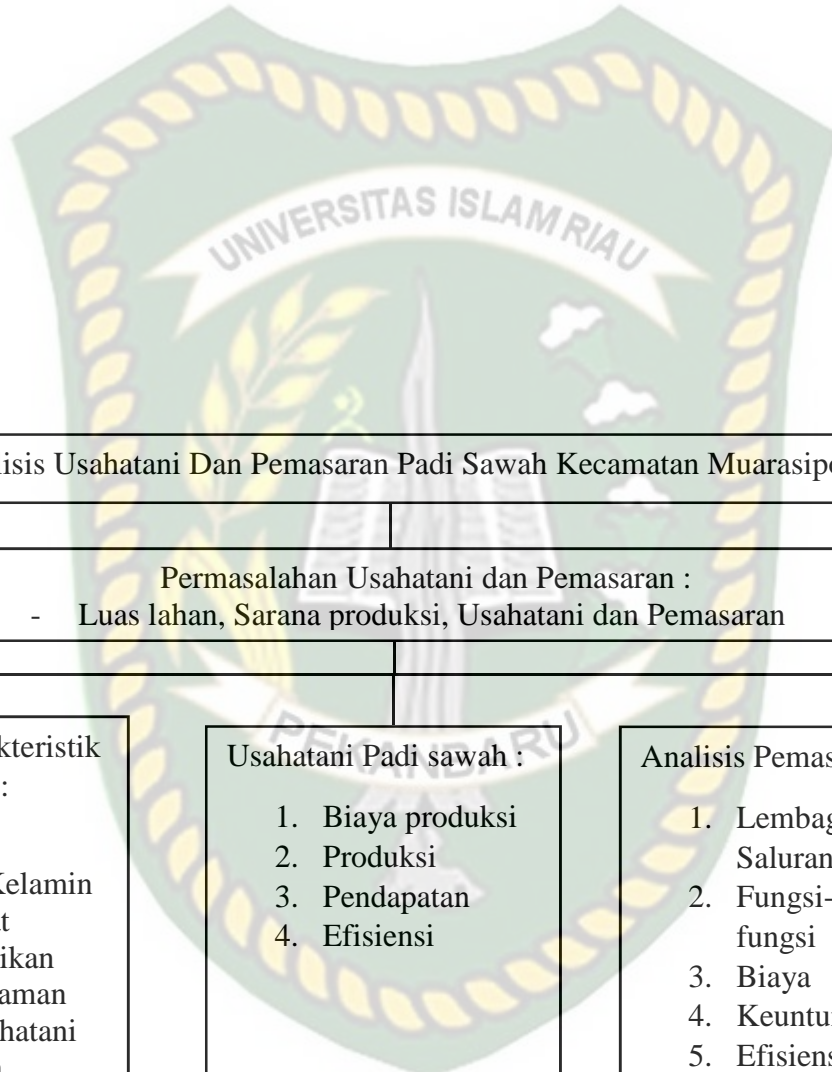 UNIVERSITAS ISLAM RIAU
lisis Usahatani Dan Pemasaran Padi Sawah Kecamatan Muarasip
Permasalahan Usahatani dan Pemasaran :
- Luas lahan, Sarana produksi, Usahatani dan Pemasaran
PEKANBARU
kteristik
:
Kelamin
t
ikan
aman
hatani
Usahatani Padi sawah :
1. Biaya produksi
2. Produksi
3. Pendapatan
4. Efisiensi
Analisis Pemas
1. Lembag
Saluran
2. Fungsi-
fungsi
3. Biaya
4. Keuntu
5. Efisiens